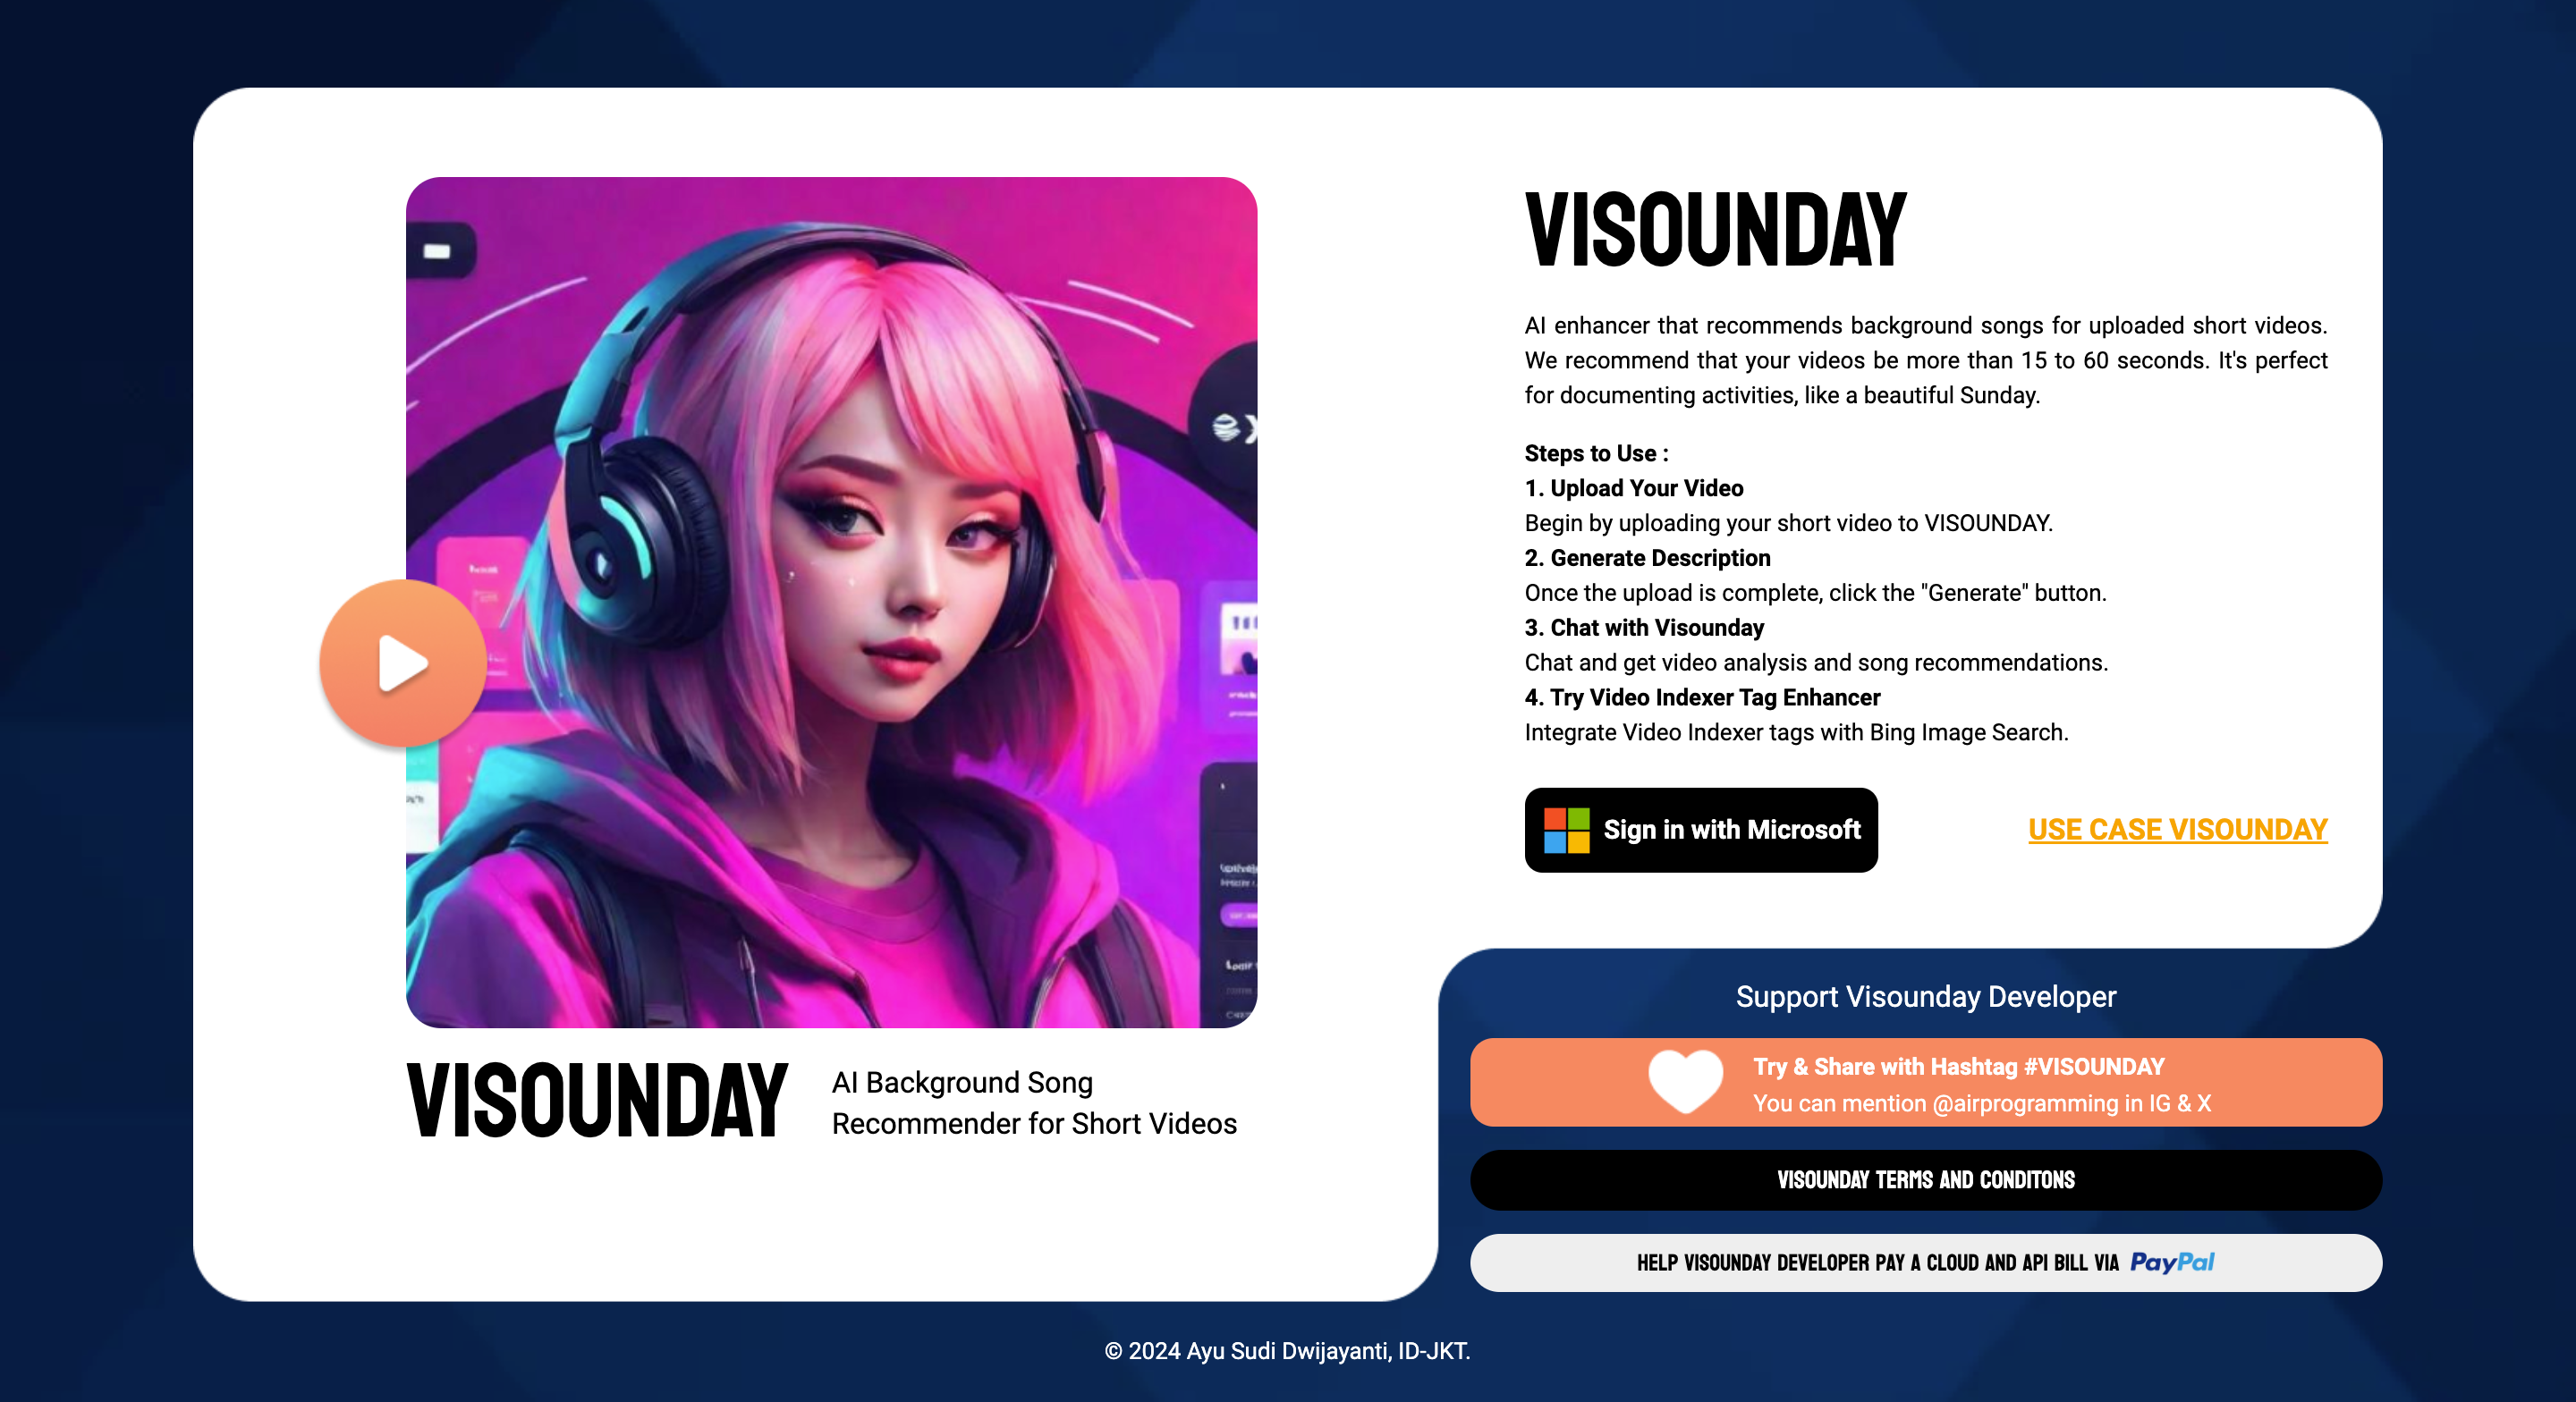 VISOUNDAY
AI Background Song
Recommender for Short Videos
VISOUNDAY
AI enhancer that recommends background songs for uploaded short videos.
We recommend that your videos be more than 15 to 60 seconds. It's perfect
for documenting activities, like a beautiful Sunday.
Steps to Use :
1. Upload Your Video
Begin by uploading your short video to VISOUNDAY.
2. Generate Description
Once the upload is complete, click the "Generate" button.
3. Chat with Visounday
Chat and get video analysis and song recommendations.
4. Try Video Indexer Tag Enhancer
Integrate Video Indexer tags with Bing Image Search.
Sign in with Microsoft
USE CASE VISOUNDAY
Support Visounday Developer
Try & Share with Hashtag #VISOUNDAY
You can mention @airprogramming in IG & X
VISOUNDAY TERMS AND CONDITONS
HELP VISOUNDAY DEVELOPER PAY A CLOUD AND API BILL VIA PayPal
© 2024 Ayu Sudi Dwijayanti, ID-JKT.